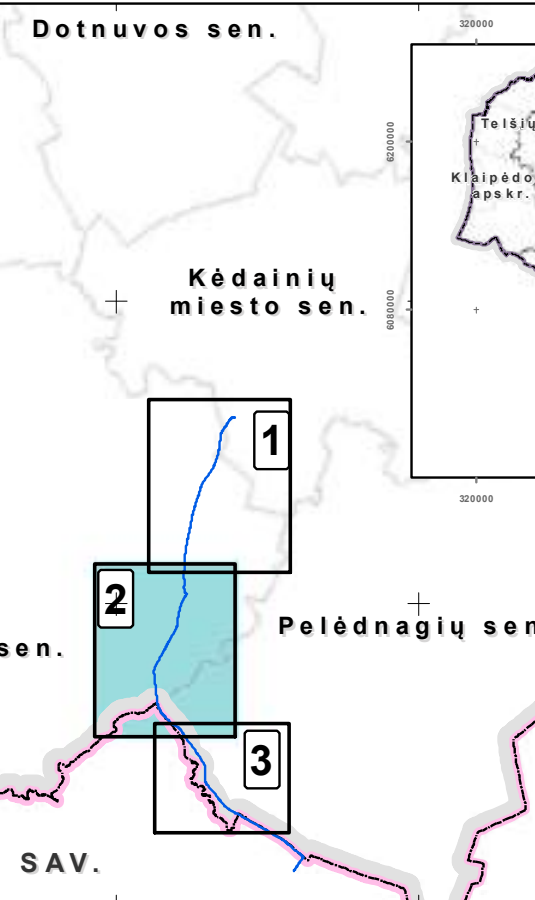 Dotnuvos sen.
320000
6200000
Telšių
Klaipėdo
apskr.
Kėdainių
miesto sen.
6080000
1
320000
2
Pelėdnagių sen
sen.
3
SAV.